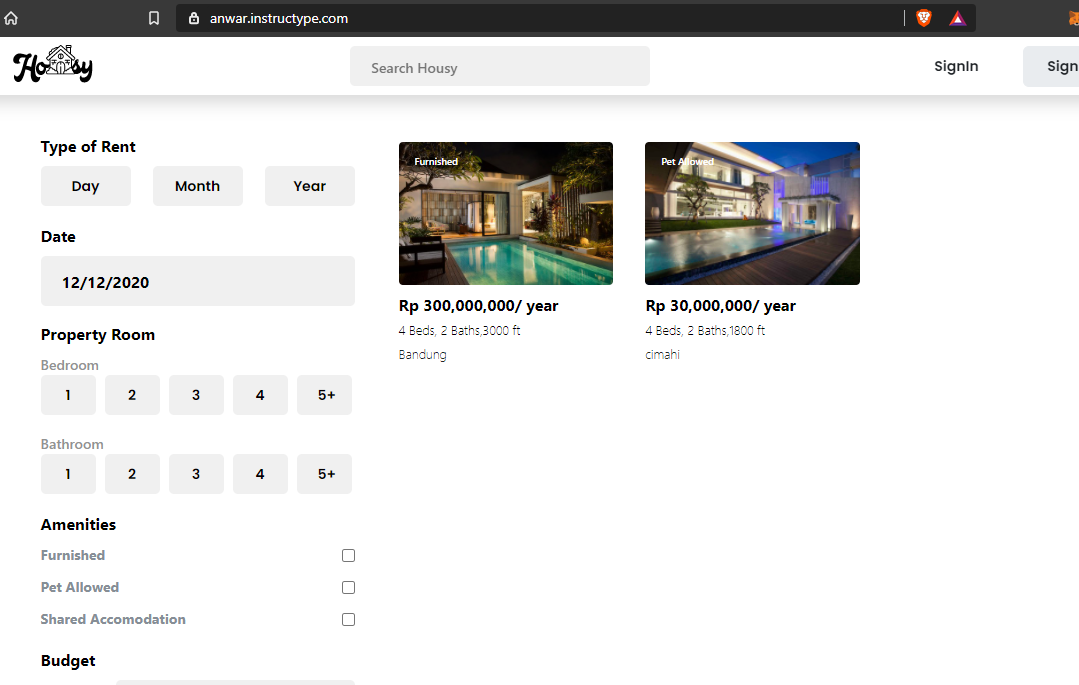 anwar.instructype.com
Housy
Search Housy
SignIn
Sign
Type of Rent
Day Month Year
Date
12/12/2020
Property Room
Bedroom
1 2 3 4 5+
Bathroom
1 2 3 4 5+
Amenities
Furnished
Pet Allowed
Shared Accomodation
Budget
Furnished
Rp 300,000,000/ year
4 Beds, 2 Baths,3000 ft
Bandung
Pet Allowed
Rp 30,000,000/ year
4 Beds, 2 Baths,1800 ft
cimahi